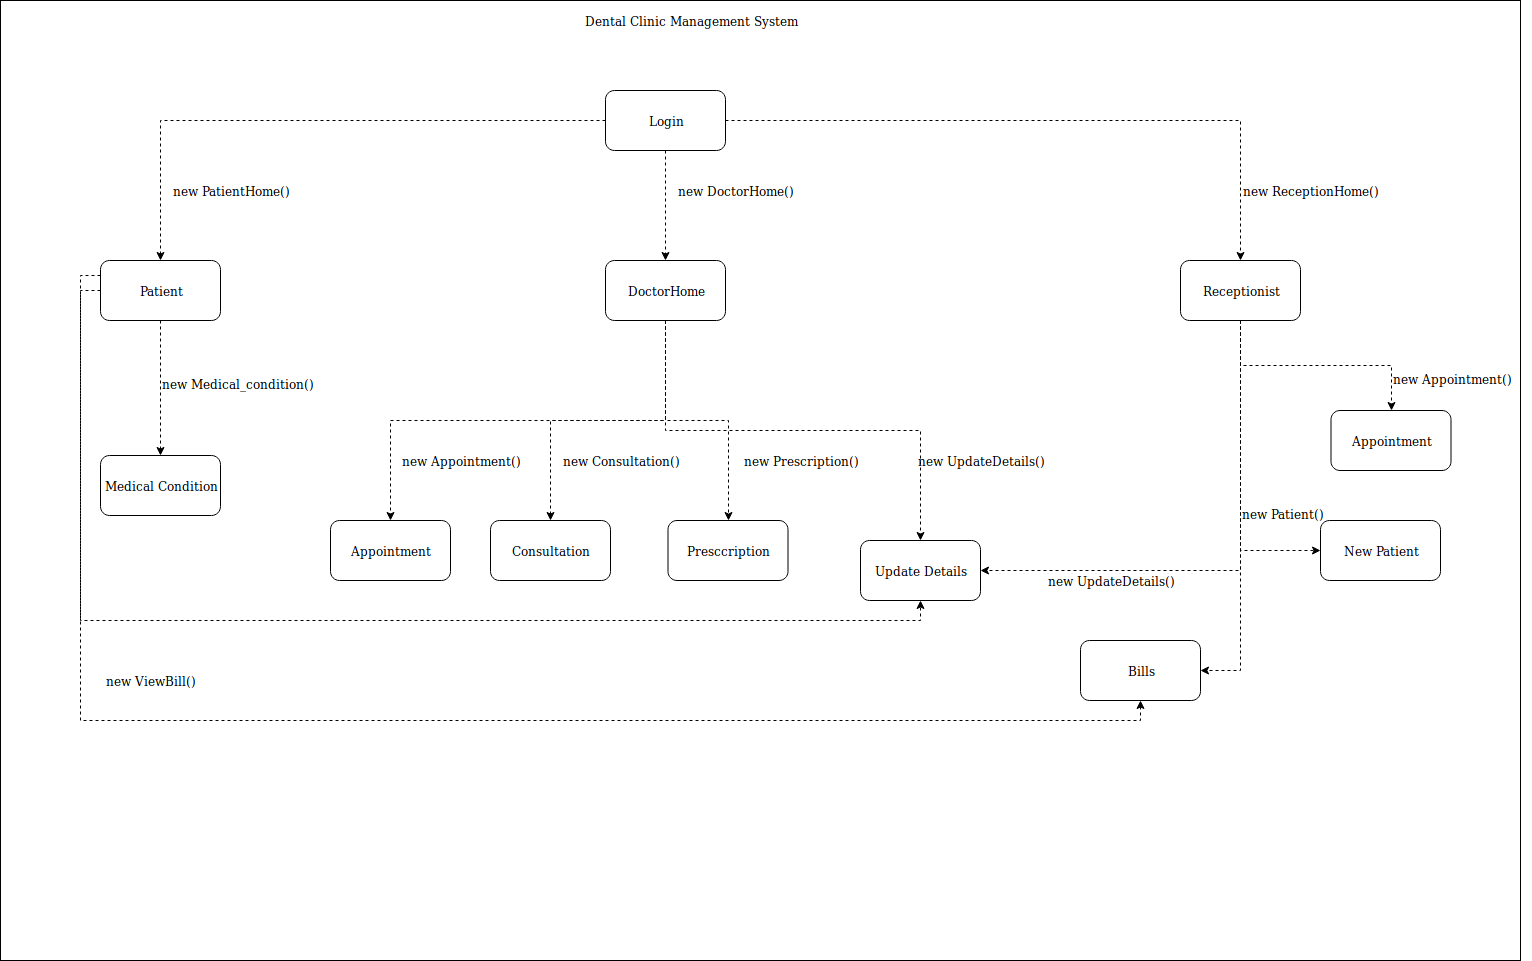 Dental Clinic Management System
Login
new PatientHome()
new DoctorHome()
new ReceptionHome()
Patient
DoctorHome
Receptionist
new Medical_condition()
new Appointment()
Appointment
new Appointment()
new Consultation()
new Prescription()
new UpdateDetails()
Medical Condition
new Patient()
Appointment
Consultation
Presccription
New Patient
Update Details
new UpdateDetails()
Bills
new ViewBill()